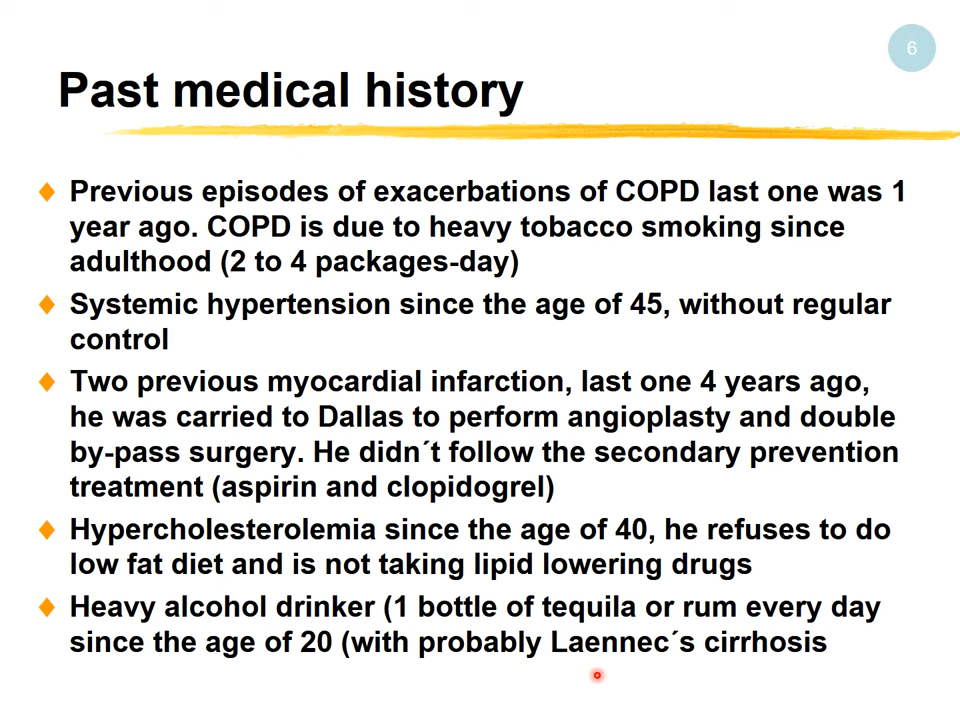 6
Past medical history
Previous episodes of exacerbations of COPD last one was 1
year ago. COPD is due to heavy tobacco smoking since
adulthood (2 to 4 packages-day)
Systemic hypertension since the age of 45, without regular
control
Two previous myocardial infarction, last one 4 years ago,
he was carried to Dallas to perform angioplasty and double
by-pass surgery. He didn´t follow the secondary prevention
treatment (aspirin and clopidogrel)
Hypercholesterolemia since the age of 40, he refuses to do
low fat diet and is not taking lipid lowering drugs
Heavy alcohol drinker (1 bottle of tequila or rum every day
since the age of 20 (with probably Laennec´s cirrhosis